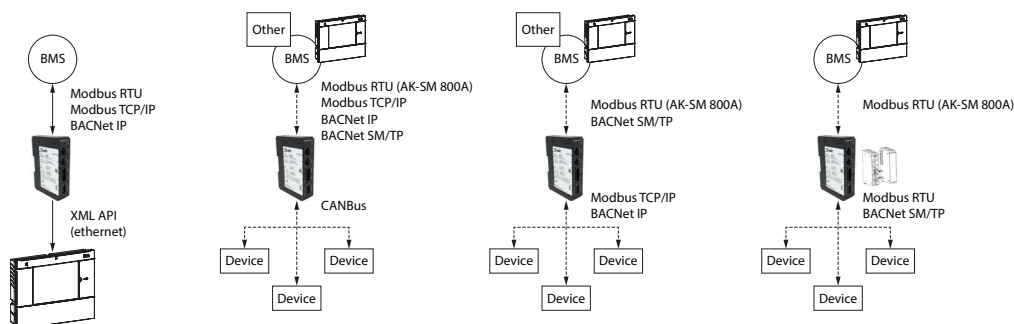 BMS
Modbus RTU
Modbus TCP/IP
BACNet IP
XML API
(ethernet)
Other
BMS
Modbus RTU (AK-SM 800A)
Modbus TCP/IP
BACNet IP
BACNet SM/TP
CANBus
Device
Device
Device
Other
BMS
Modbus RTU (AK-SM 800A)
BACNet SM/TP
Modbus TCP/IP
BACNet IP
Device
Device
Device
BMS
Modbus RTU (AK-SM 800A)
Modbus RTU
BACNet SM/TP
Device
Device
Device